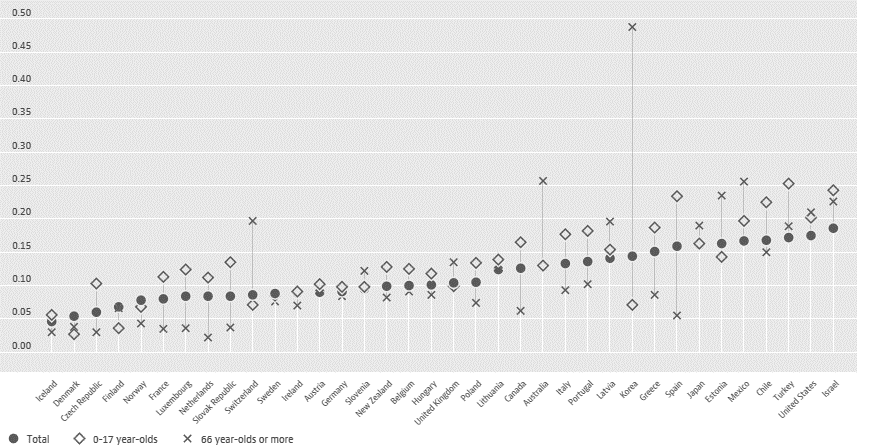 0.50
0.45
0.40
0.35
0.30
0.25
0.20
0.15
0.10
0.05
0.00
Iceland
Denmark
Czech Republic
Finland
Norway
France
Luxembourg
Netherlands
Slovak Republic
Switzerland
Sweden
Ireland
Austria
Germany
Slovenia
New Zealand
Belgium
Hungary
United Kingdom
Poland
Lithuania
Canada
Australia
Italy
Portugal
Latvia
Korea
Greece
Spain
Japan
Estonia
Mexico
Chile
Turkey
United States
Israel
Total 0-17 year-olds 66 year-olds or more